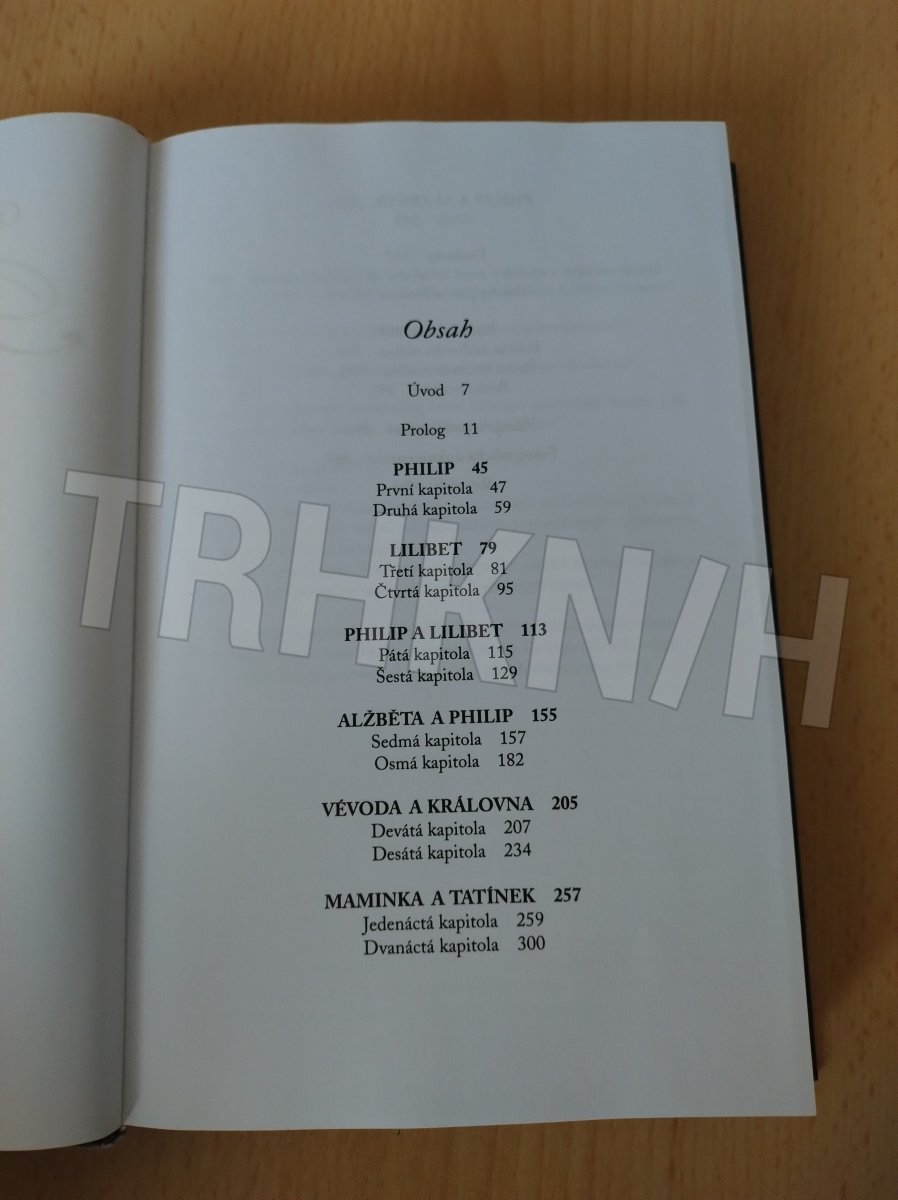 Obsah
Úvod 7
Prolog 11
PHILIP 45
První kapitola 47
Druhá kapitola 59
LILIBET 79
Třetí kapitola 81
Čtvrtá kapitola 95
PHILIP A LILIBET 113
Pátá kapitola 115
Šestá kapitola 129
ALŽBĚTA A PHILIP 155
Sedmá kapitola 157
Osmá kapitola 182
VÉVODA A KRÁLOVNA 205
Devátá kapitola 207
Desátá kapitola 234
MAMINKA A TATÍNEK 257
Jedenáctá kapitola 259
Dvanáctá kapitola 300
TRHKN/H